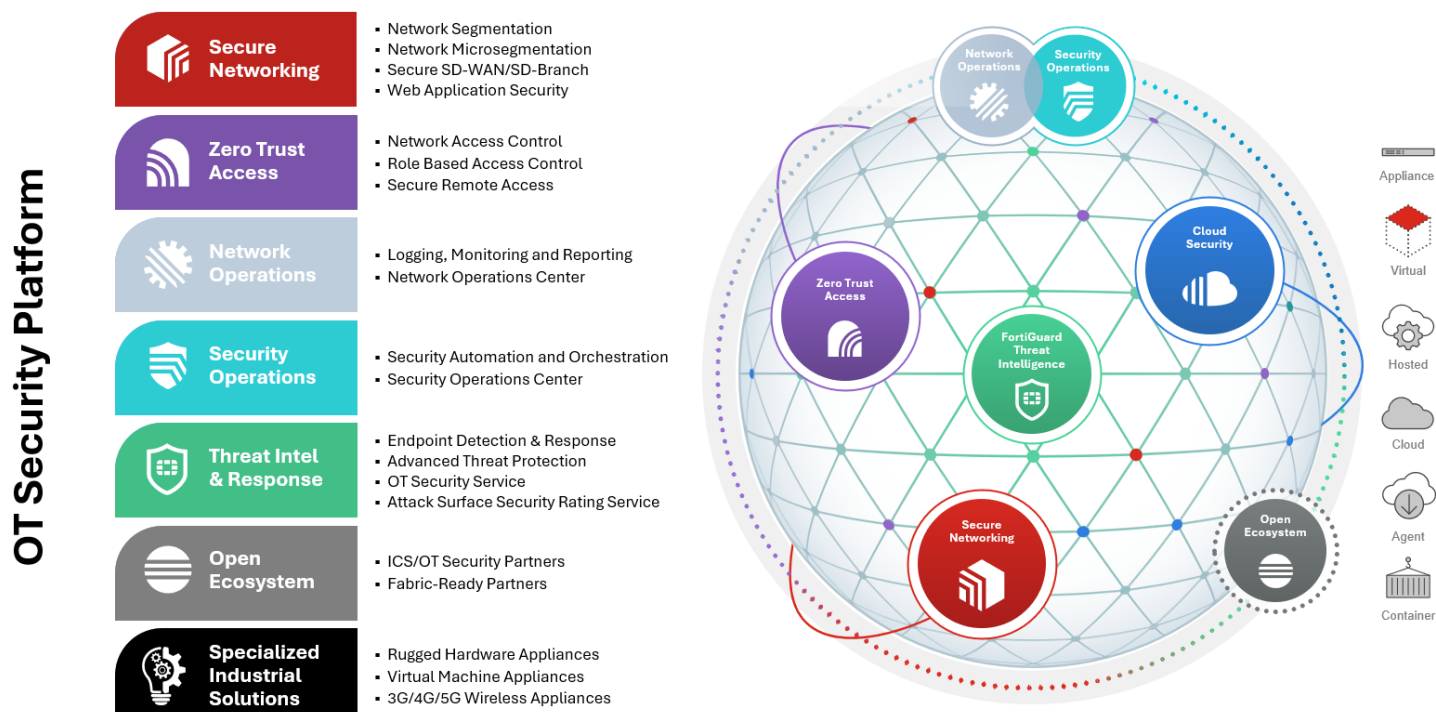 OT Security Platform
Secure
Networking
▪ Network Segmentation
▪ Network Microsegmentation
▪ Secure SD-WAN/SD-Branch
▪ Web Application Security
Zero Trust
Access
▪ Network Access Control
▪ Role Based Access Control
▪ Secure Remote Access
Network
Operations
▪ Logging, Monitoring and Reporting
▪ Network Operations Center
Security
Operations
▪ Security Automation and Orchestration
▪ Security Operations Center
Threat Intel
& Response
▪ Endpoint Detection & Response
▪ Advanced Threat Protection
▪ OT Security Service
▪ Attack Surface Security Rating Service
Open
Ecosystem
▪ ICS/OT Security Partners
▪ Fabric-Ready Partners
Specialized
Industrial
Solutions
▪ Rugged Hardware Appliances
▪ Virtual Machine Appliances
▪ 3G/4G/5G Wireless Appliances
Network
Operations
Security
Operations
Cloud
Security
Zero Trust
Access
FortiGuard
Threat
Intelligence
Secure
Networking
Open
Ecosystem
Appliance
Virtual
Hosted
Cloud
Agent
Container